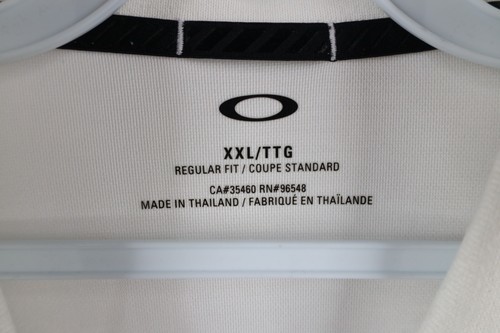 XXL/TTG
REGULAR FIT / COUPE STANDARD
CA#35460 RN#96548
MADE IN THAILAND / FABRIQUÉ EN THAÏLANDE